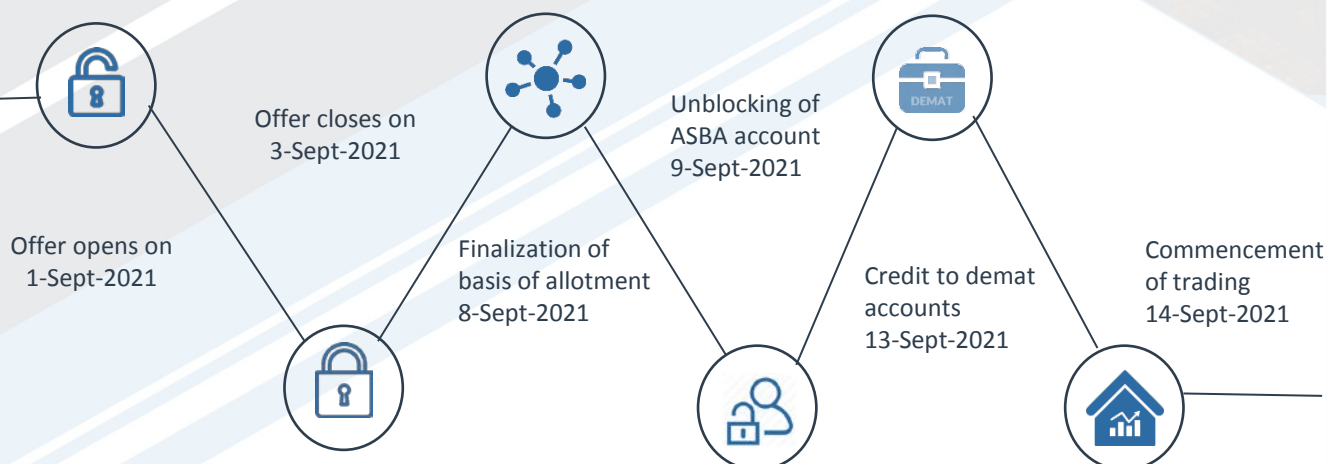 Offer opens on
1-Sept-2021
Offer closes on
3-Sept-2021
Finalization of
basis of allotment
8-Sept-2021
Unblocking of
ASBA account
9-Sept-2021
DEMAT
Credit to demat
accounts
13-Sept-2021
Commencement
of trading
14-Sept-2021